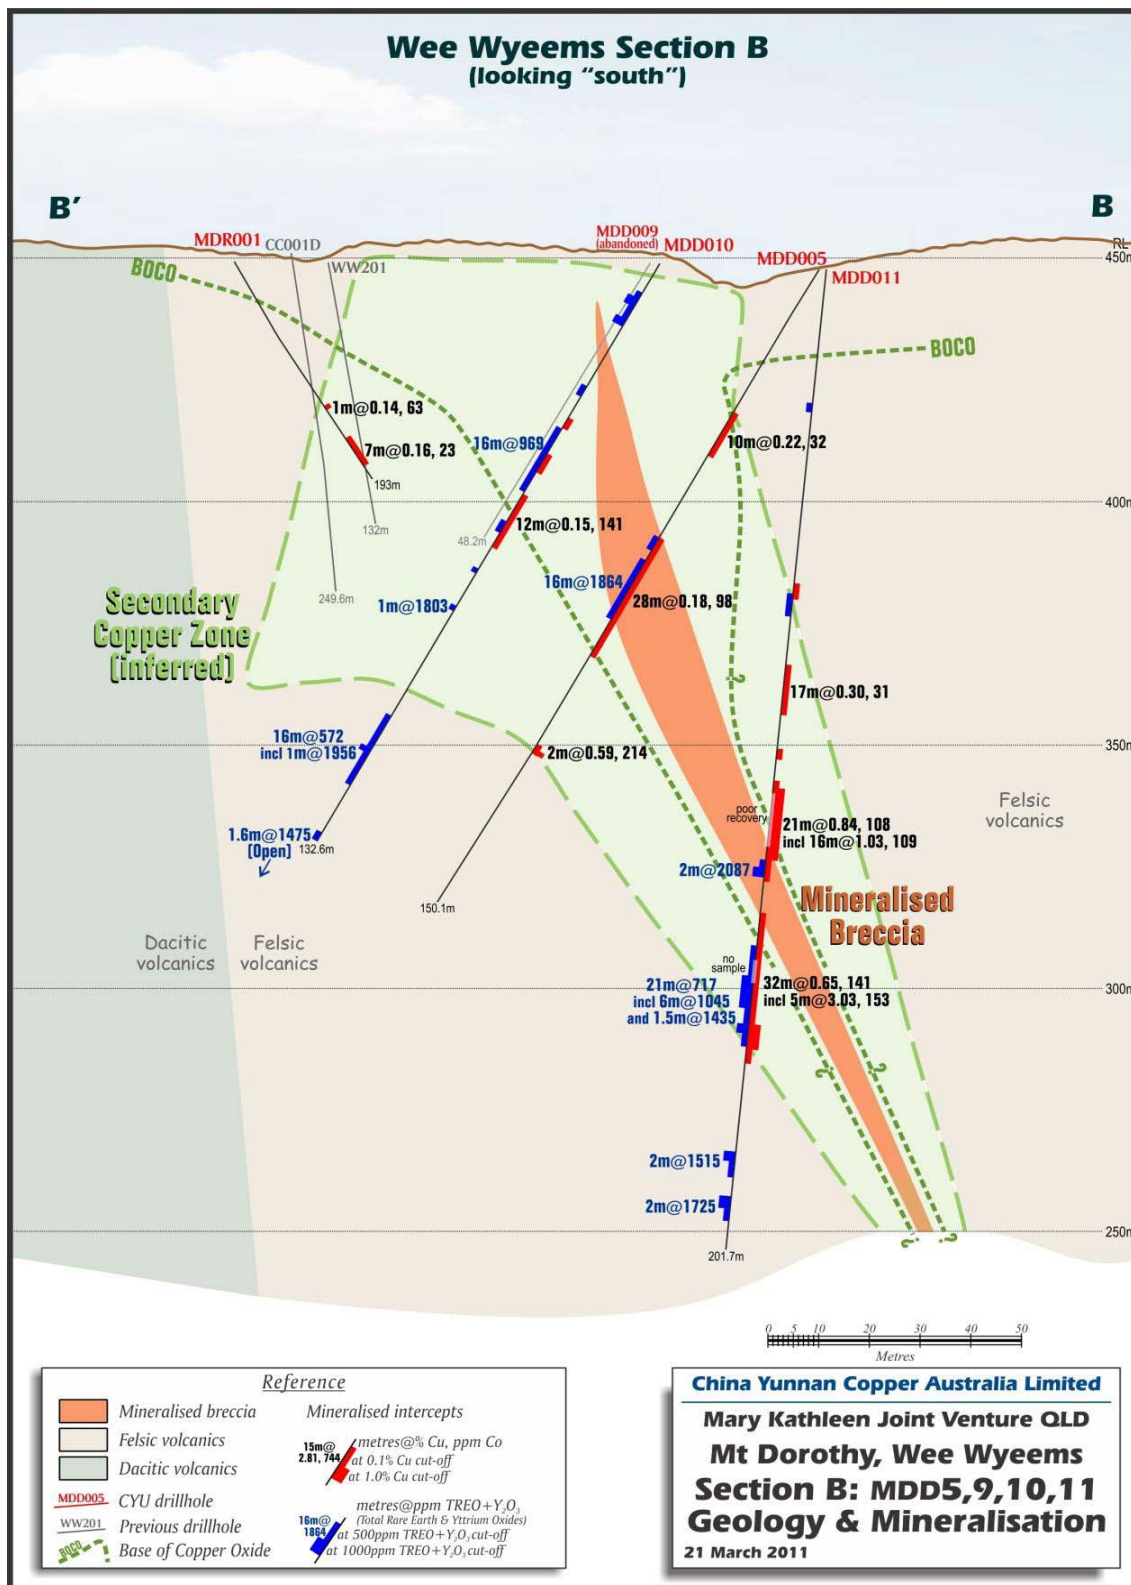 Wee Wyeems Section B
(looking "south")
B'
B
MDR001
CC001D
WW201
MDD009
(abandoned)
MDD010
MDD005
MDD011
RL
450m
BOCO
BOCO
1m@0.14, 63
7m@0.16, 23
193m
132m
249.6m
16m@969
10m@0.22, 32
400m
12m@0.15, 141
48.2m
16m@1864
28m@0.18, 98
1m@1803
Secondary
Copper Zone
(inferred)
?
17m@0.30, 31
16m@572
incl 1m@1956
2m@0.59, 214
350m
poor
recovery
Felsic
volcanics
21m@0.84, 108
incl 16m@1.03, 109
1.6m@1475
(Open)
132.6m
2m@2087
150.1m
Mineralised
Breccia
Dacitic
volcanics
Felsic
volcanics
no
sample
21m@717
incl 6m@1045
and 1.5m@1435
32m@0.65, 141
incl 5m@3.03, 153
300m
?
?
2m@1515
2m@1725
250m
?
?
201.7m
0 5 10 20 30 40 50
Metres
Reference
Mineralised breccia
Felsic volcanics
Dacitic volcanics
MDD005
CYU drillhole
WW201
Previous drillhole
BOCO
Base of Copper Oxide
Mineralised intercepts
15m@
2.81, 744
metres@% Cu, ppm Co
at 0.1% Cu cut-off
at 1.0% Cu cut-off
16m@
1864
metres@ppm TREO+Y₂O₃
(Total Rare Earth & Yttrium Oxides)
at 500ppm TREO+Y₂O₃ cut-off
at 1000ppm TREO+Y₂O₃ cut-off
China Yunnan Copper Australia Limited
Mary Kathleen Joint Venture QLD
Mt Dorothy, Wee Wyeems
Section B: MDD5,9,10,11
Geology & Mineralisation
21 March 2011